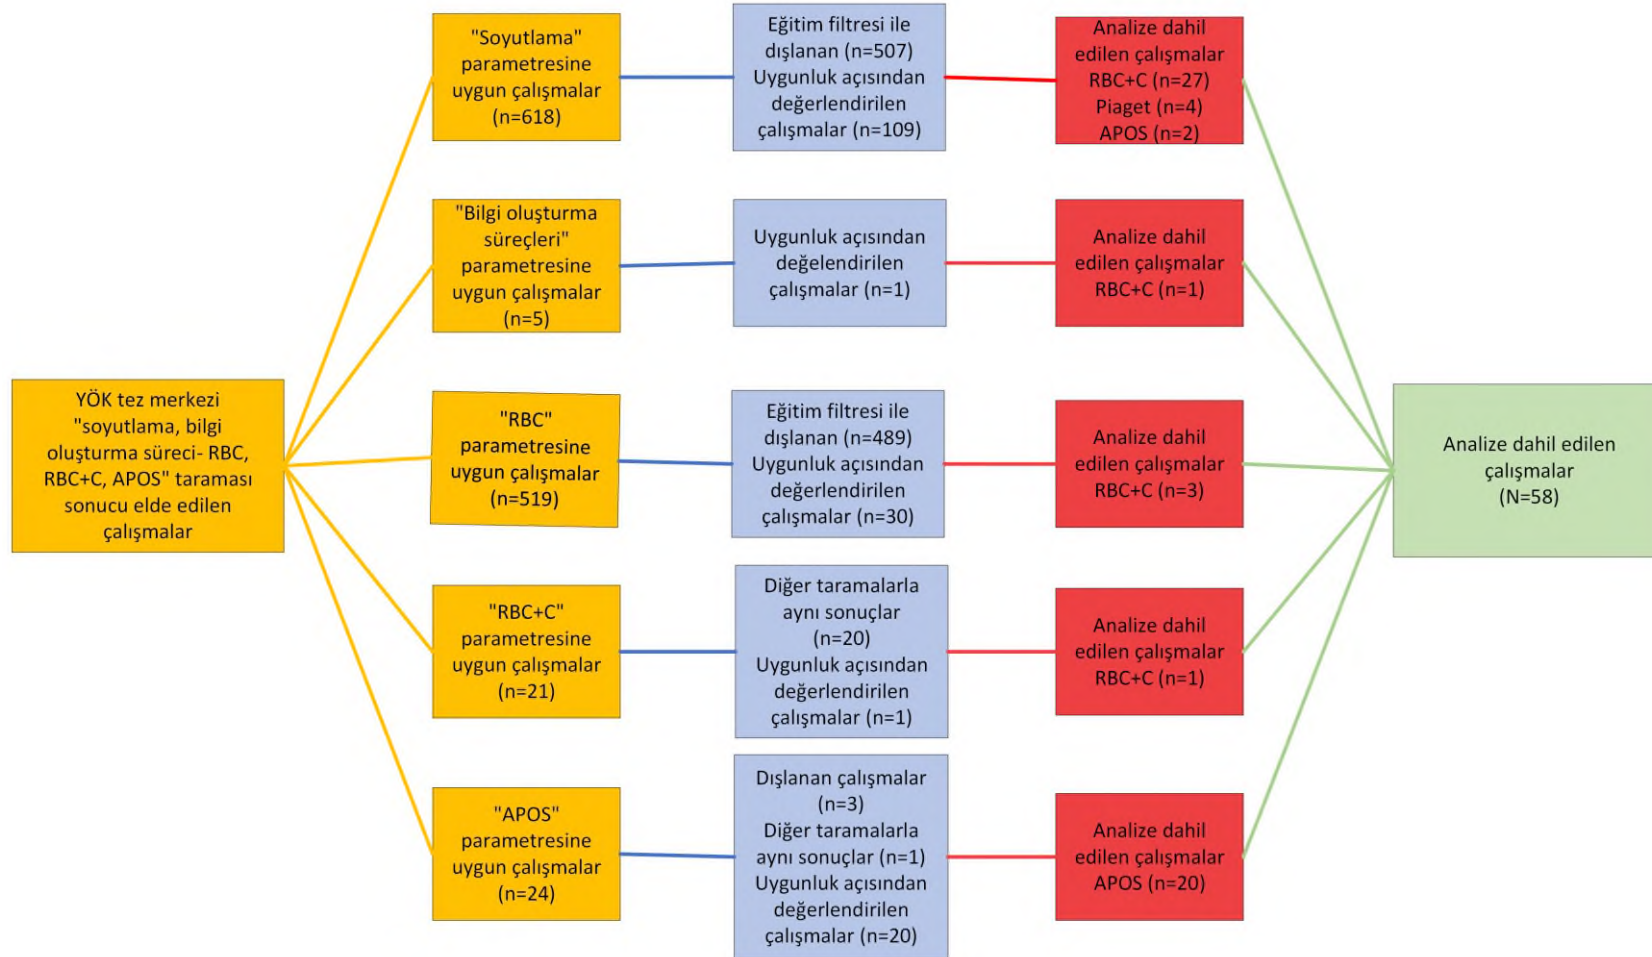 YÖK tez merkezi
"soyutlama, bilgi
oluşturma süreci- RBC,
RBC+C, APOS" taraması
sonucu elde edilen
çalışmalar
"Soyutlama"
parametresine
uygun çalışmalar
(n=618)
Eğitim filtresi ile
dışlanan (n=507)
Uygunluk açısından
değerlendirilen
çalışmalar (n=109)
Analize dahil
edilen çalışmalar
RBC+C (n=27)
Piaget (n=4)
APOS (n=2)
"Bilgi oluşturma
süreçleri"
parametresine
uygun çalışmalar
(n=5)
Uygunluk açısından
değelendirilen
çalışmalar (n=1)
Analize dahil
edilen çalışmalar
RBC+C (n=1)
"RBC"
parametresine
uygun çalışmalar
(n=519)
Eğitim filtresi ile
dışlanan (n=489)
Uygunluk açısından
değerlendirilen
çalışmalar (n=30)
Analize dahil
edilen çalışmalar
RBC+C (n=3)
"RBC+C"
parametresine
uygun çalışmalar
(n=21)
Diğer taramalarla
aynı sonuçlar
(n=20)
Uygunluk açısından
değerlendirilen
çalışmalar (n=1)
Analize dahil
edilen çalışmalar
RBC+C (n=1)
"APOS"
parametresine
uygun çalışmalar
(n=24)
Dışlanan çalışmalar
(n=3)
Diğer taramalarla
aynı sonuçlar (n=1)
Uygunluk açısından
değerlendirilen
çalışmalar (n=20)
Analize dahil
edilen çalışmalar
APOS (n=20)
Analize dahil edilen
çalışmalar
(N=58)